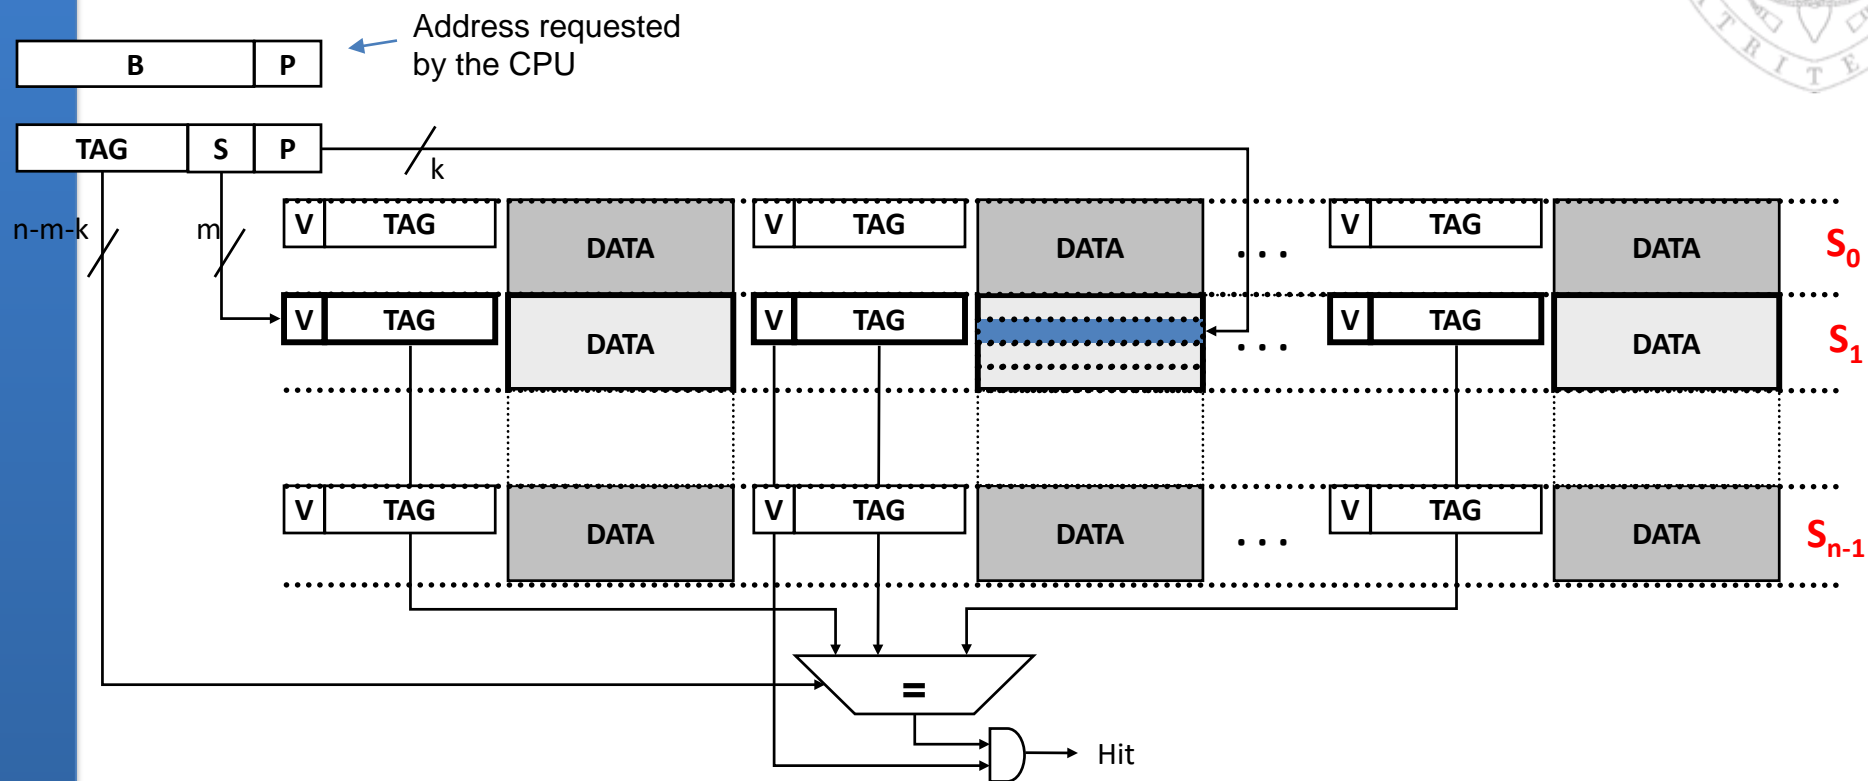 Address requested
by the CPU
B P
TAG S P
k
n-m-k m
V TAG DATA V TAG DATA ... V TAG DATA S0
V TAG DATA V TAG ... V TAG DATA S1
V TAG DATA V TAG DATA ... V TAG DATA Sn-1
=
Hit